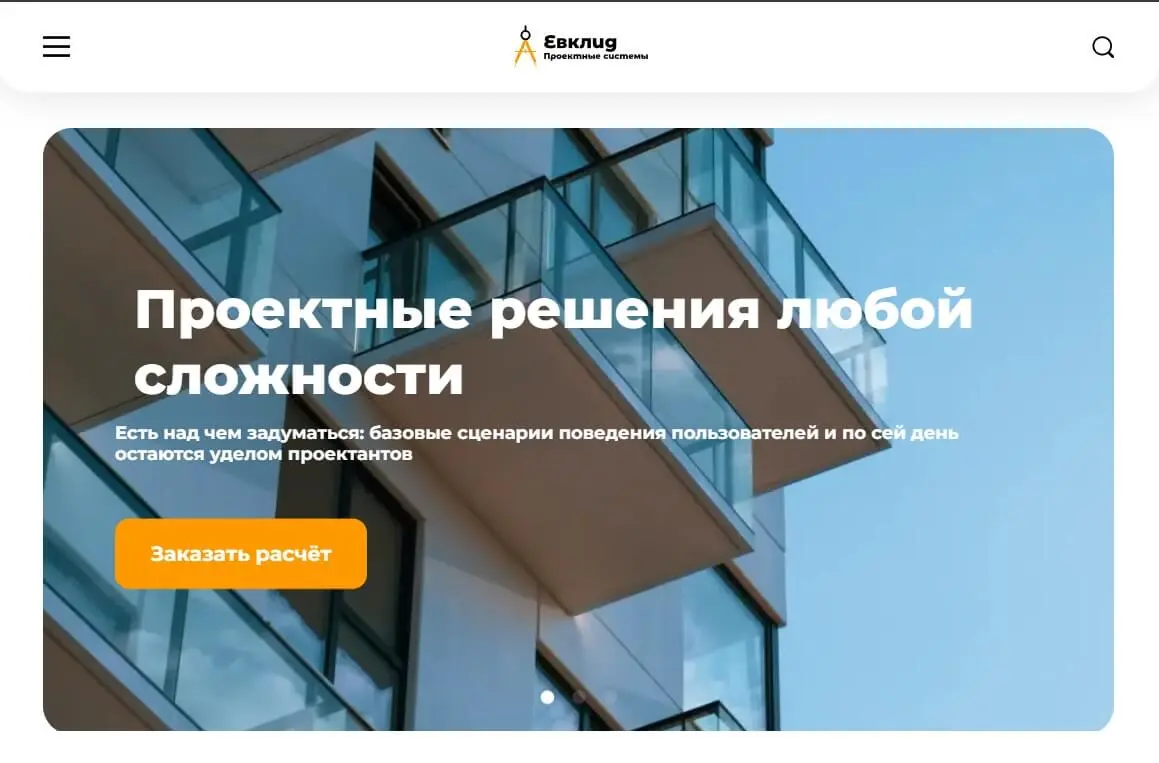 Евклид
Проектные системы
Проектные решения любой
сложности
Есть над чем задуматься: базовые сценарии поведения пользователей и по сей день
остаются уделом проектантов
Заказать расчёт